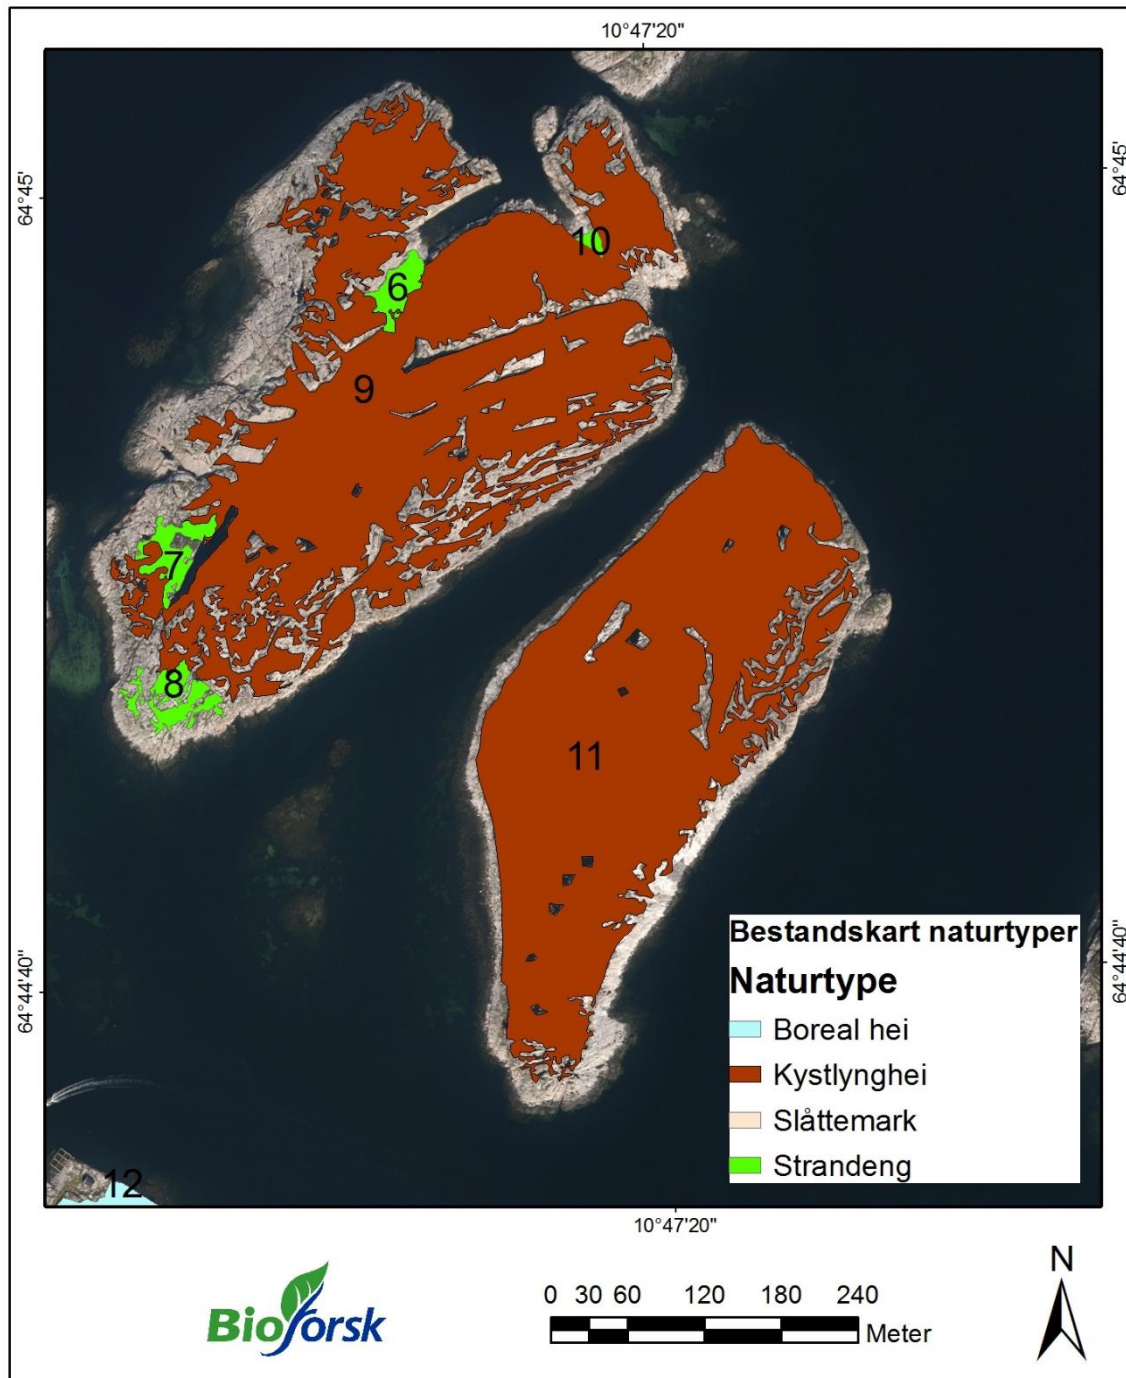 10°47'20"
64°45'
64°45'
10
6
9
7
8
11
64°44'40"
64°44'40"
Bestandskart naturtyper
Naturtype
Boreal hei
Kystlynghei
Slåttemark
Strandeng
12
10°47'20"
Bioforsk
0 30 60 120 180 240
Meter
N